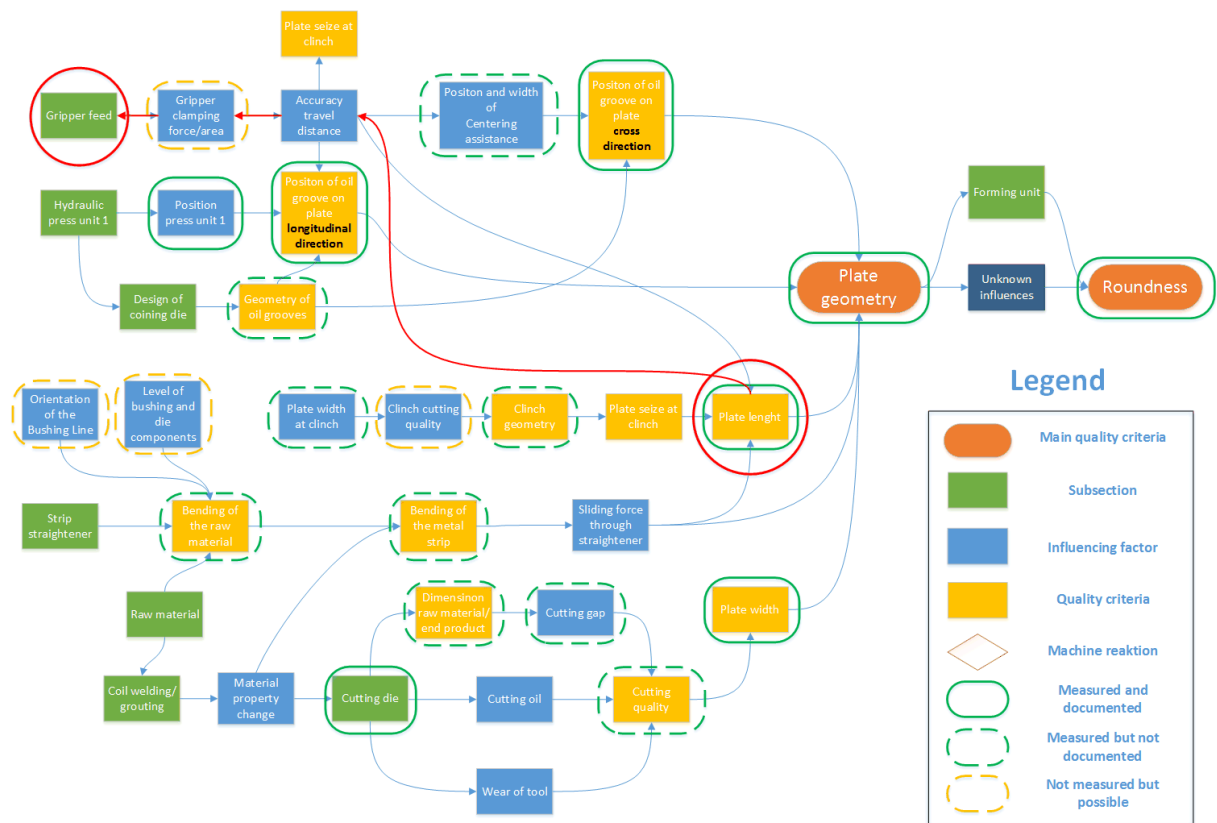 Plate seize at
clinch
Gripper feed
Gripper
clamping
force/area
Accuracy
travel
distance
Positon and width
of
Centering
assistance
Positon of oil
groove on
plate
cross
direction
Hydraulic
press unit 1
Position
press unit 1
Positon of oil
groove on
plate
longitudinal
direction
Forming unit
Design of
coining die
Geometry of
oil grooves
Plate
geometry
Unknown
influences
Roundness
Orientation of
the
Bushing Line
Level of
bushing and
die
components
Plate width
at clinch
Clinch cutting
quality
Clinch
geometry
Plate seize at
clinch
Plate lenght
Strip
straightener
Bending of
the raw
material
Bending of
the metal
strip
Sliding force
through
straightener
Raw material
Dimensinon
raw material/
end product
Cutting gap
Plate width
Coil welding/
grouting
Material
property
change
Cutting die
Cutting oil
Cutting
quality
Wear of tool
Legend
Main quality criteria
Subsection
Influencing factor
Quality criteria
Machine reaktion
Measured and
documented
Measured but not
documented
Not measured but
possible